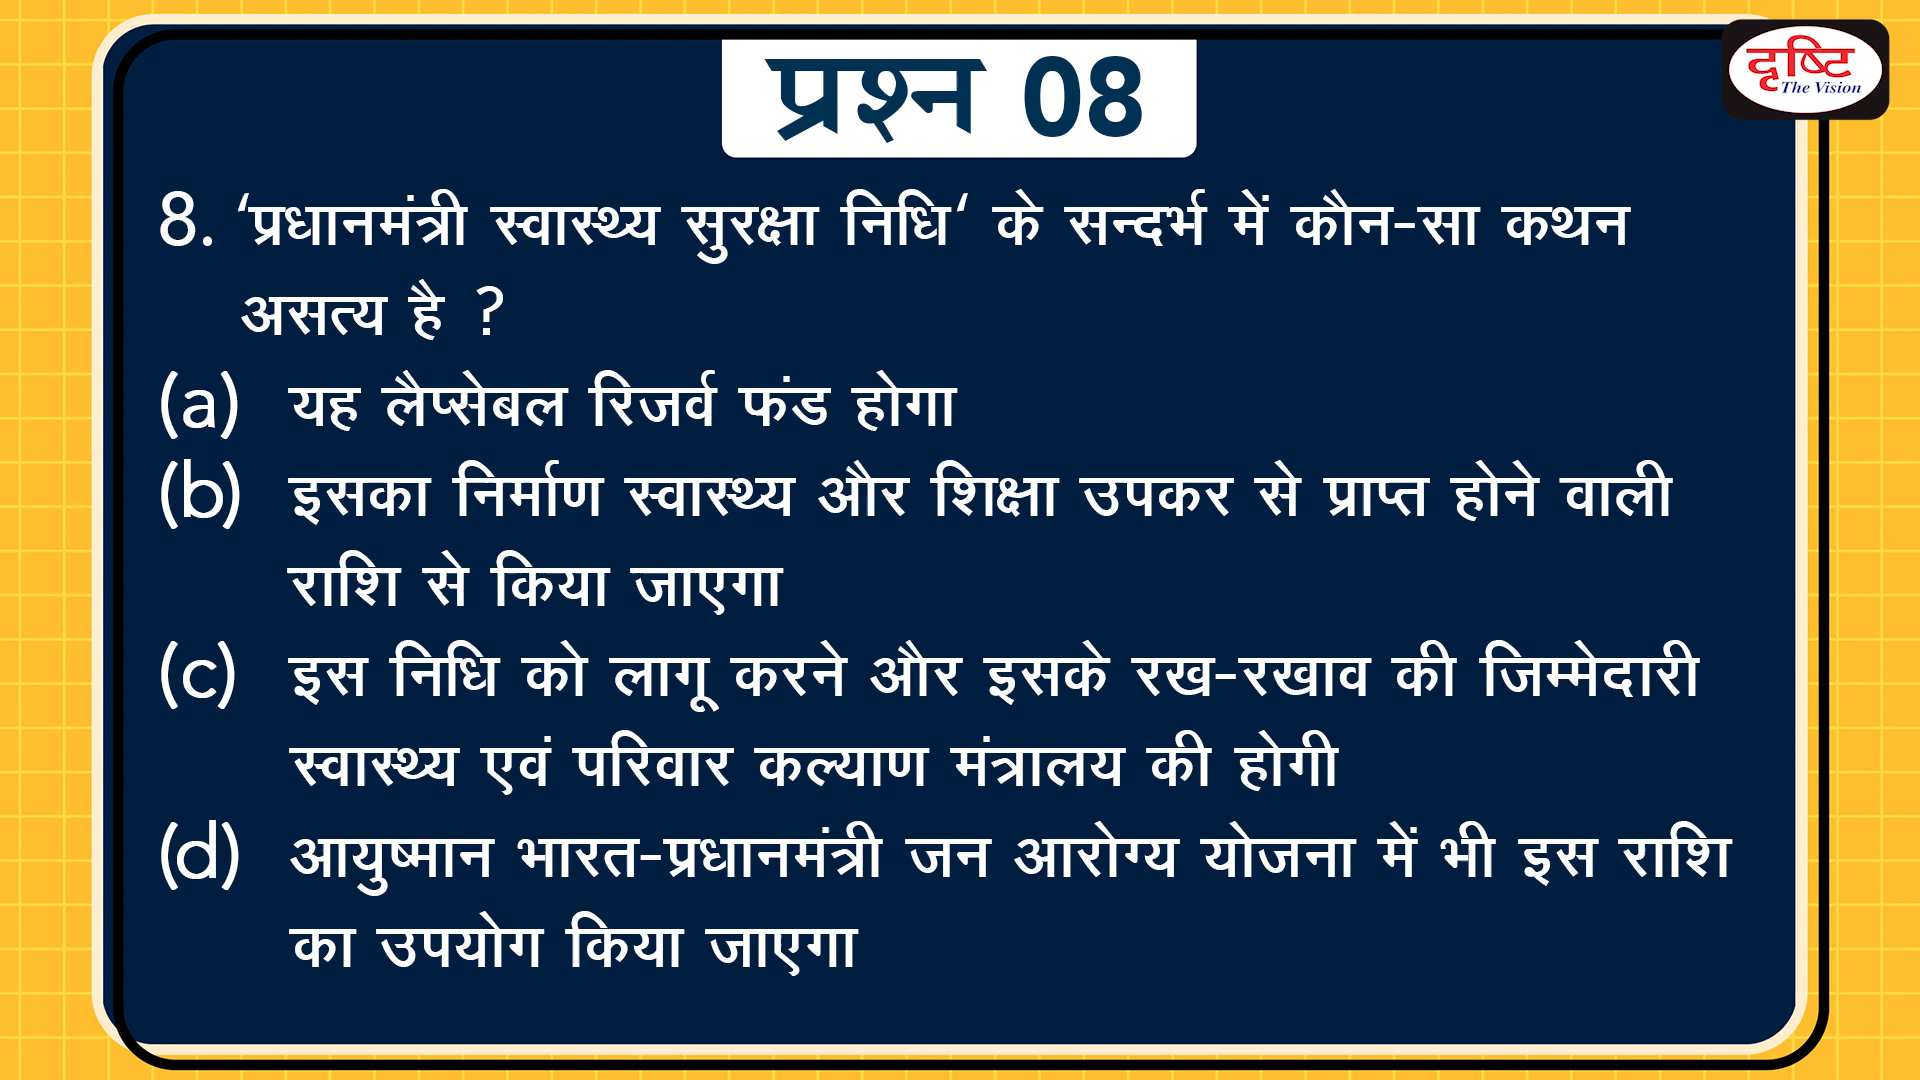 प्रश्न 08
दृष्टि
The Vision
8. ‘प्रधानमंत्री स्वास्थ्य सुरक्षा निधि‘ के सन्दर्भ में कौन-सा कथन
असत्य है ?
(a) यह लैप्सेबल रिजर्व फंड होगा
(b) इसका निर्माण स्वास्थ्य और शिक्षा उपकर से प्राप्त होने वाली
राशि से किया जाएगा
(c) इस निधि को लागू करने और इसके रख-रखाव की जिम्मेदारी
स्वास्थ्य एवं परिवार कल्याण मंत्रालय की होगी
(d) आयुष्मान भारत-प्रधानमंत्री जन आरोग्य योजना में भी इस राशि
का उपयोग किया जाएगा